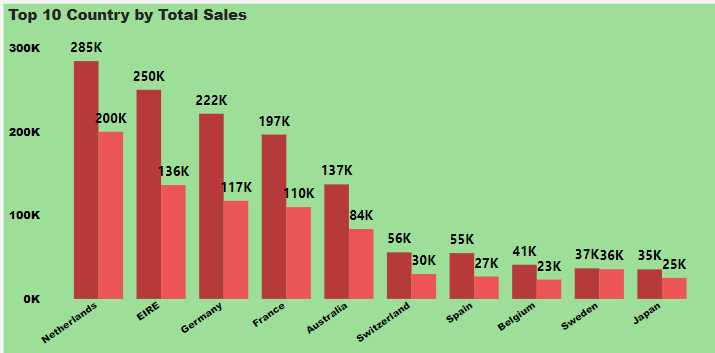 Top 10 Country by Total Sales
300K
200K
100K
0K
285K 200K
250K 136K
222K 117K
197K 110K
137K 84K
56K 30K
55K 27K
41K 23K
37K 36K
35K 25K
Netherlands
EIRE
Germany
France
Australia
Switzerland
Spain
Belgium
Sweden
Japan